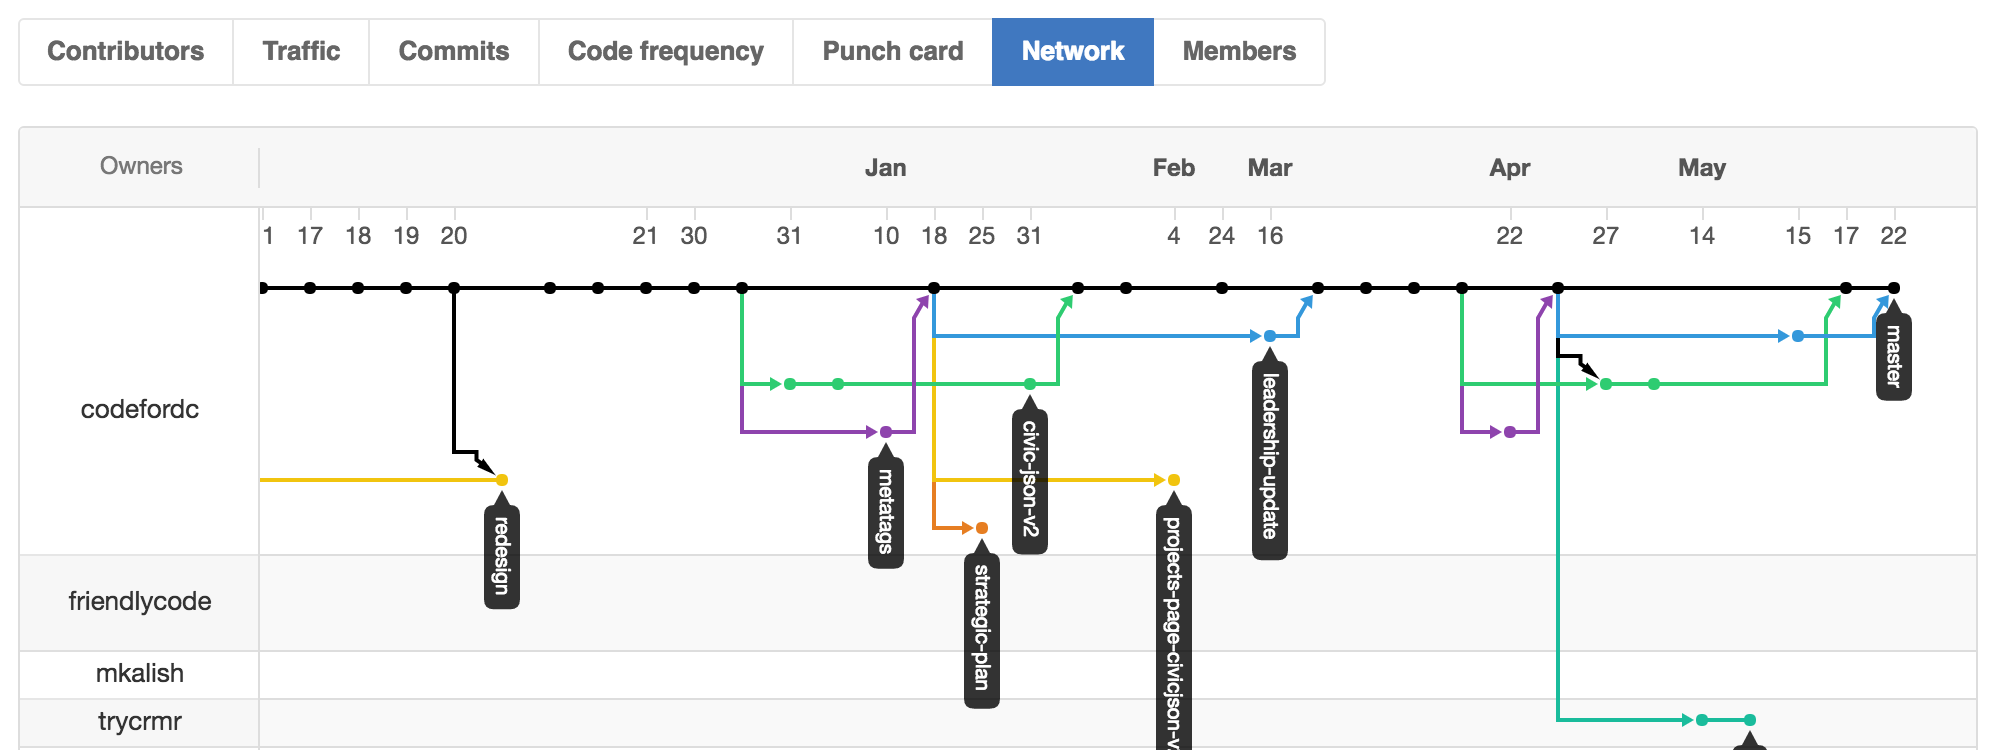 Contributors Traffic Commits Code frequency Punch card Network Members
Owners Jan Feb Mar Apr May
1 17 18 19 20 21 30 31 10 18 25 31 4 24 16 22 27 14 15 17 22
codefordc
master
leadership-update
civic-json-v2
metatags
redesign
strategic-plan
projects-page-civicjson-v
friendlycode
mkalish
trycrmr